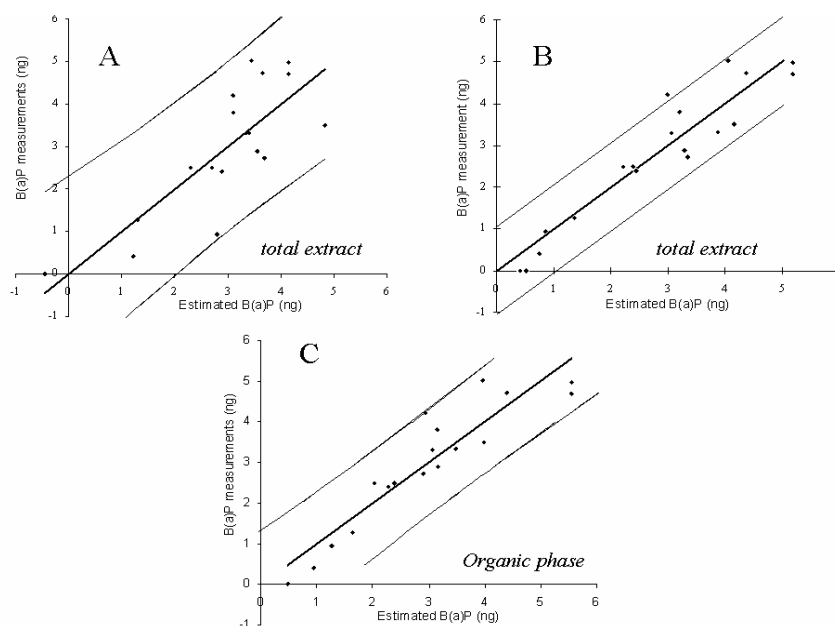 A
B(a)P measurements (ng)
6
5
4
3
2
1
0
-1
-1 0 1 2 3 4 5 6
total extract
Estimated B(a)P (ng)
B
B(a)P measurement (ng)
6
5
4
3
2
1
0
-1
0 1 2 3 4 5
total extract
Estimated B(a)P (ng)
C
B(a)P measurements (ng)
6
5
4
3
2
1
0
-1
0 1 2 3 4 5 6
Organic phase
Estimated B(a)P (ng)